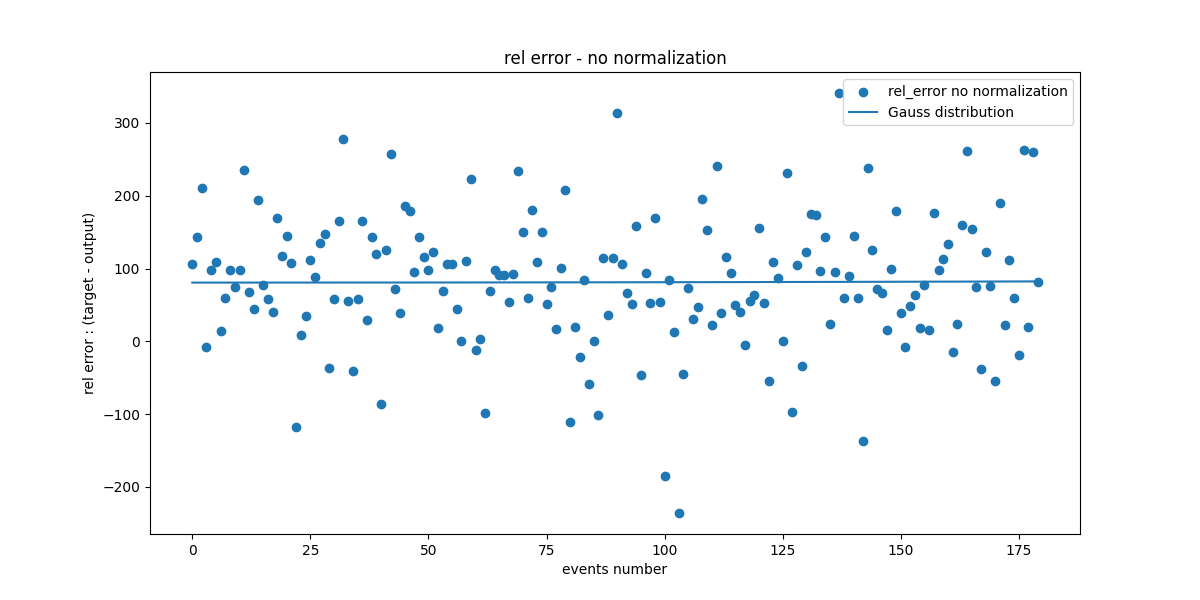 rel error - no normalization
rel_error no normalization
Gauss distribution
rel error : (target - output)
300
200
100
0
−100
−200
0
25
50
75
100
125
150
175
events number